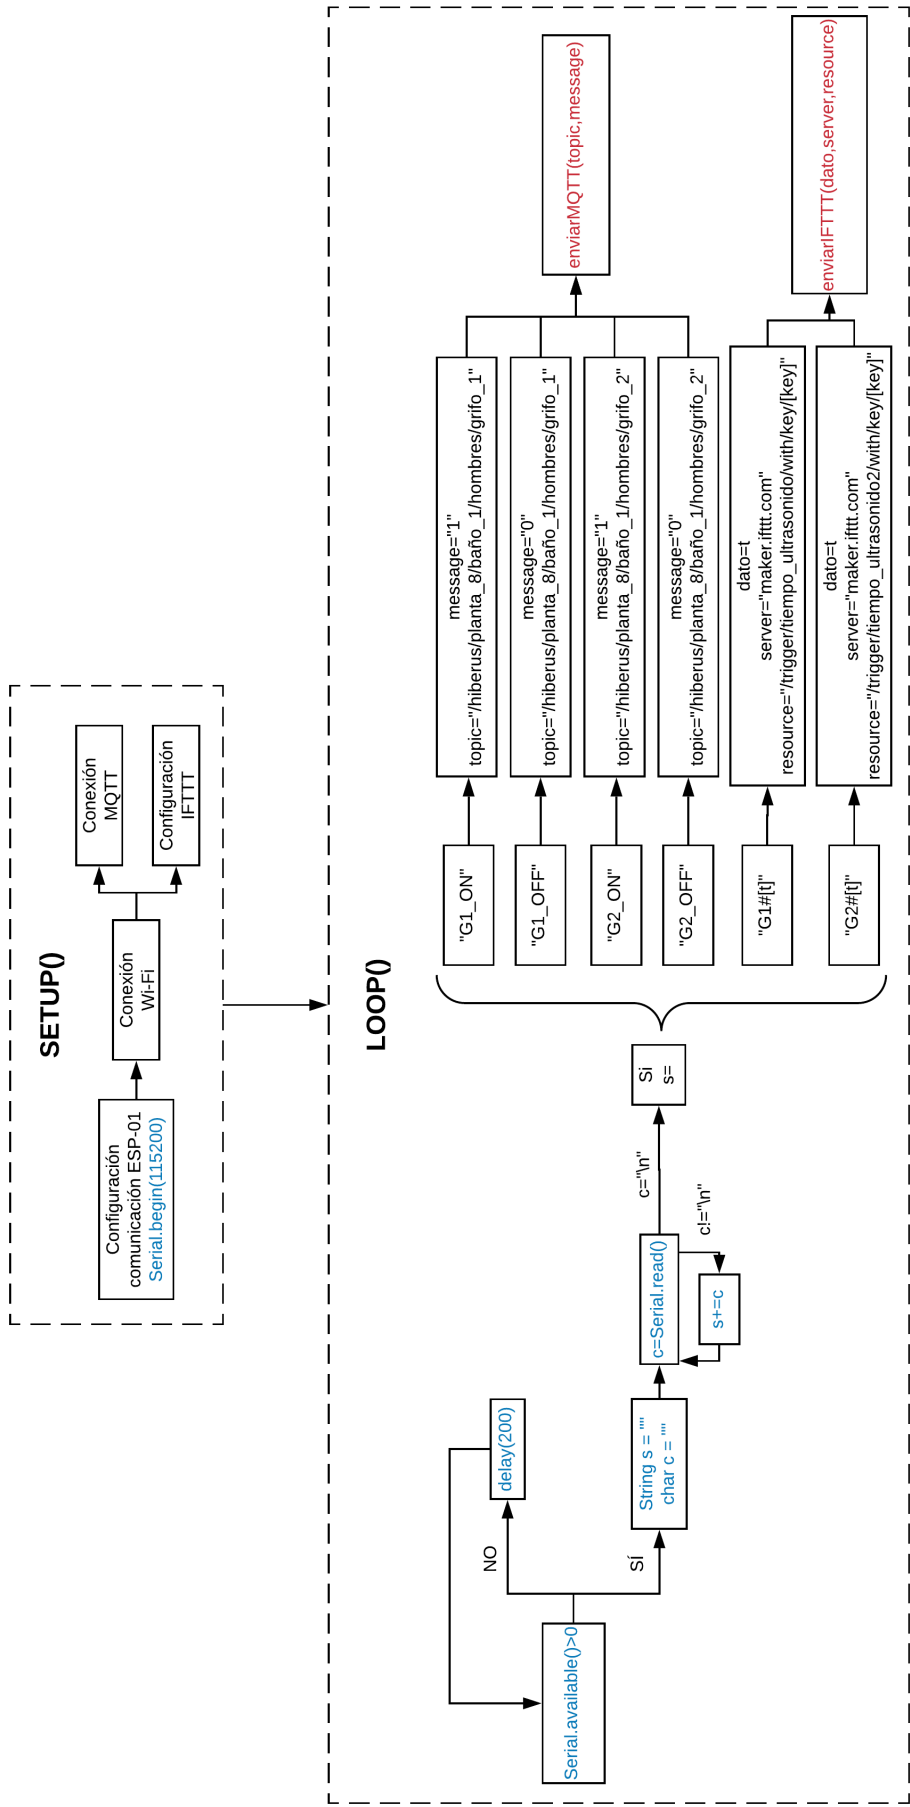 SETUP()
Configuración
comunicación ESP-01
Serial.begin(115200)
Conexión
Wi-Fi
Conexión
MQTT
Configuración
IFTTT
LOOP()
Serial.available()>0
NO
delay(200)
SÍ
String s = ""
char c = ""
c=Serial.read()
c!="\n"
s+=c
c="\n"
Si
s=
"G1_ON"
message="1"
topic="/hiberus/planta_8/baño_1/hombres/grifo_1"
"G1_OFF"
message="0"
topic="/hiberus/planta_8/baño_1/hombres/grifo_1"
"G2_ON"
message="1"
topic="/hiberus/planta_8/baño_1/hombres/grifo_2"
"G2_OFF"
message="0"
topic="/hiberus/planta_8/baño_1/hombres/grifo_2"
enviarMQTT(topic,message)
"G1#[t]"
dato=t
server="maker.ifttt.com"
resource="/trigger/tiempo_ultrasonido/with/key/[key]"
"G2#[t]"
dato=t
server="maker.ifttt.com"
resource="/trigger/tiempo_ultrasonido2/with/key/[key]"
enviarIFTTT(dato,server,resource)